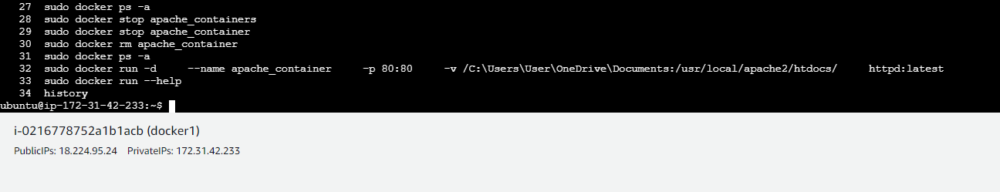 27  sudo docker ps -a
28  sudo docker stop apache_containers
29  sudo docker stop apache_container
30  sudo docker rm apache_container
31  sudo docker ps -a
32  sudo docker run -d     --name apache_container     -p 80:80     -v /C:\Users\User\OneDrive\Documents:/usr/local/apache2/htdocs/     httpd:latest
33  sudo docker run --help
34  history
ubuntu@ip-172-31-42-233:~$
i-0216778752a1b1acb (docker1)
PublicIPs: 18.224.95.24    PrivateIPs: 172.31.42.233